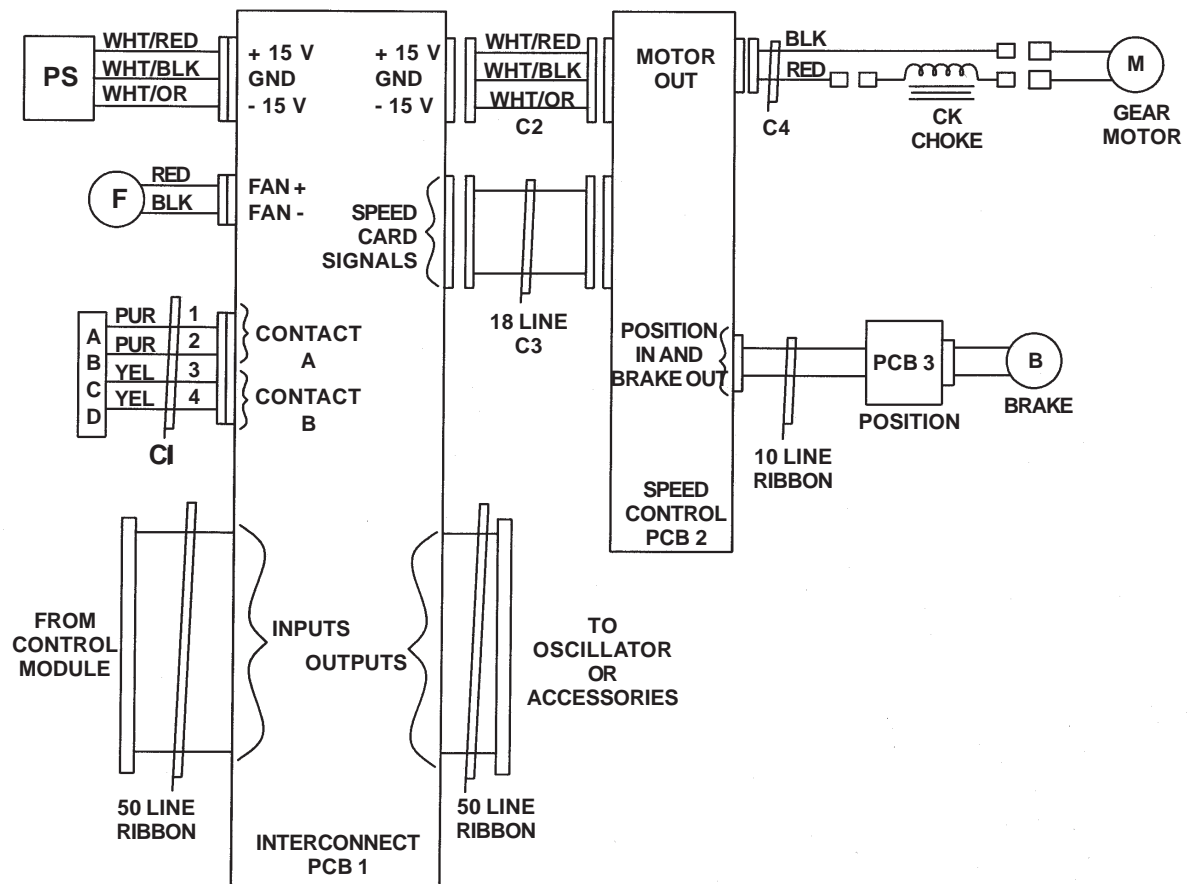 PS
WHT/RED
WHT/BLK
WHT/OR
+ 15 V
GND
- 15 V
+ 15 V
GND
- 15 V
WHT/RED
WHT/BLK
WHT/OR
C2
MOTOR
OUT
BLK
RED
C4
CK
CHOKE
M
GEAR
MOTOR
F
RED
BLK
FAN +
FAN -
SPEED
CARD
SIGNALS
18 LINE
C3
A
B
C
D
PUR 1
PUR 2
YEL 3
YEL 4
CI
CONTACT
A
CONTACT
B
POSITION
IN AND
BRAKE OUT
10 LINE
RIBBON
PCB 3
POSITION
B
BRAKE
SPEED
CONTROL
PCB 2
FROM
CONTROL
MODULE
50 LINE
RIBBON
INPUTS
OUTPUTS
TO
OSCILLATOR
OR
ACCESSORIES
50 LINE
RIBBON
INTERCONNECT
PCB 1